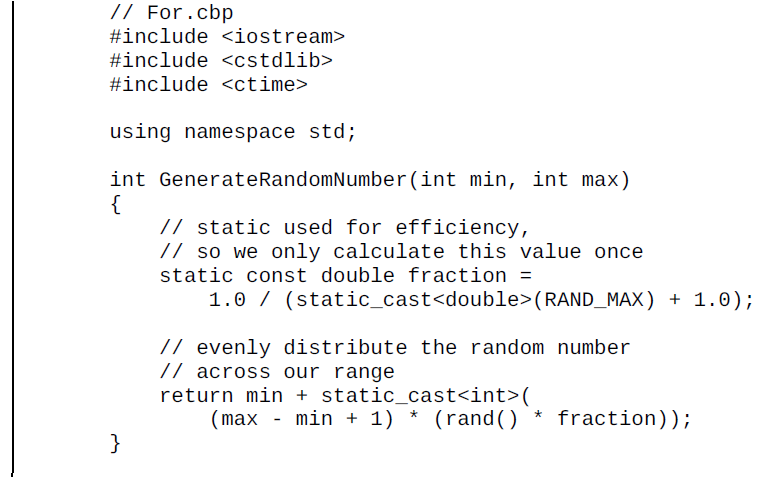 // For.cbp
#include <iostream>
#include <cstdlib>
#include <ctime>
using namespace std;
int GenerateRandomNumber(int min, int max)
{
// static used for efficiency,
// so we only calculate this value once
static const double fraction =
1.0 / (static_cast<double>(RAND_MAX) + 1.0);
// evenly distribute the random number
// across our range
return min + static_cast<int>(
(max - min + 1) * (rand() * fraction));
}